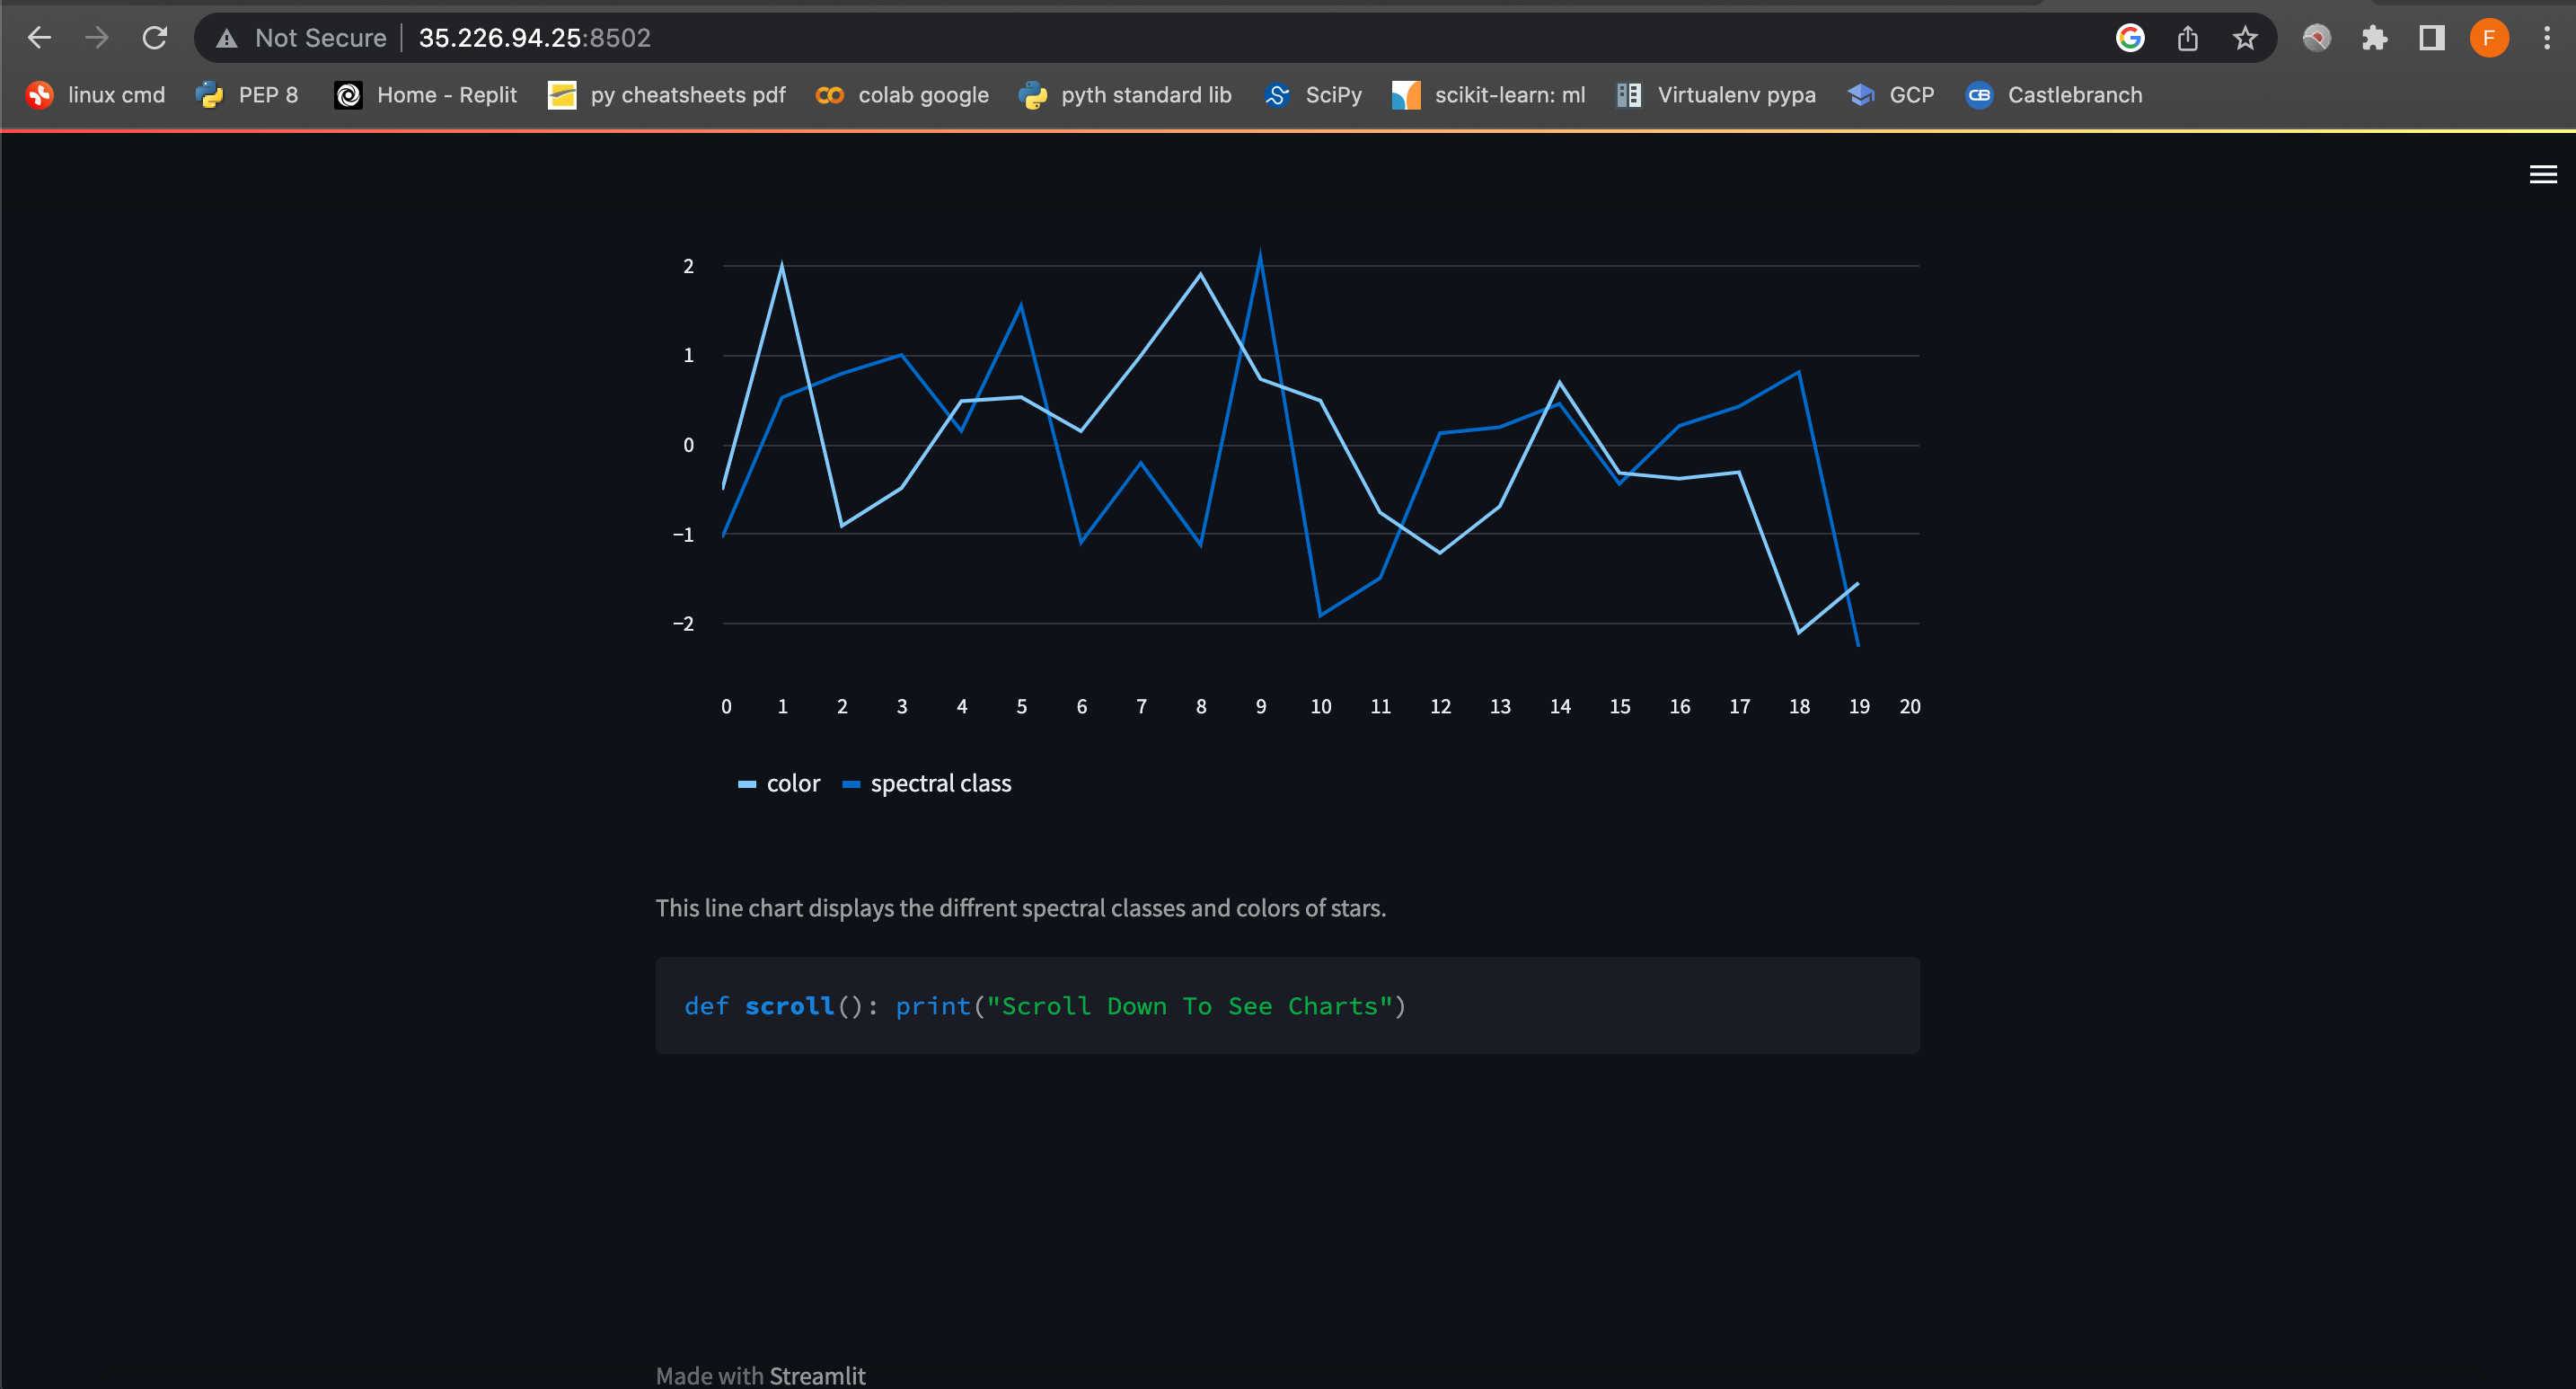 Not Secure | 35.226.94.25:8502
F
linux cmd PEP 8 Home - Replit py cheatsheets pdf colab google pyth standard lib SciPy scikit-learn: ml Virtualenv pypa GCP CB Castlebranch
2
1
0
−1
−2
0 1 2 3 4 5 6 7 8 9 10 11 12 13 14 15 16 17 18 19 20
color spectral class
This line chart displays the diffrent spectral classes and colors of stars.
def scroll(): print("Scroll Down To See Charts")
Made with Streamlit